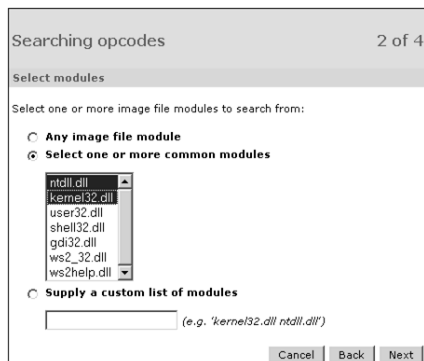 Searching opcodes 2 of 4
Select modules
Select one or more image file modules to search from:
Any image file module
Select one or more common modules
ntdll.dll
kernel32.dll
user32.dll
shell32.dll
gdi32.dll
ws2_32.dll
ws2help.dll
Supply a custom list of modules
(e.g. 'kernel32.dll ntdll.dll')
Cancel Back Next